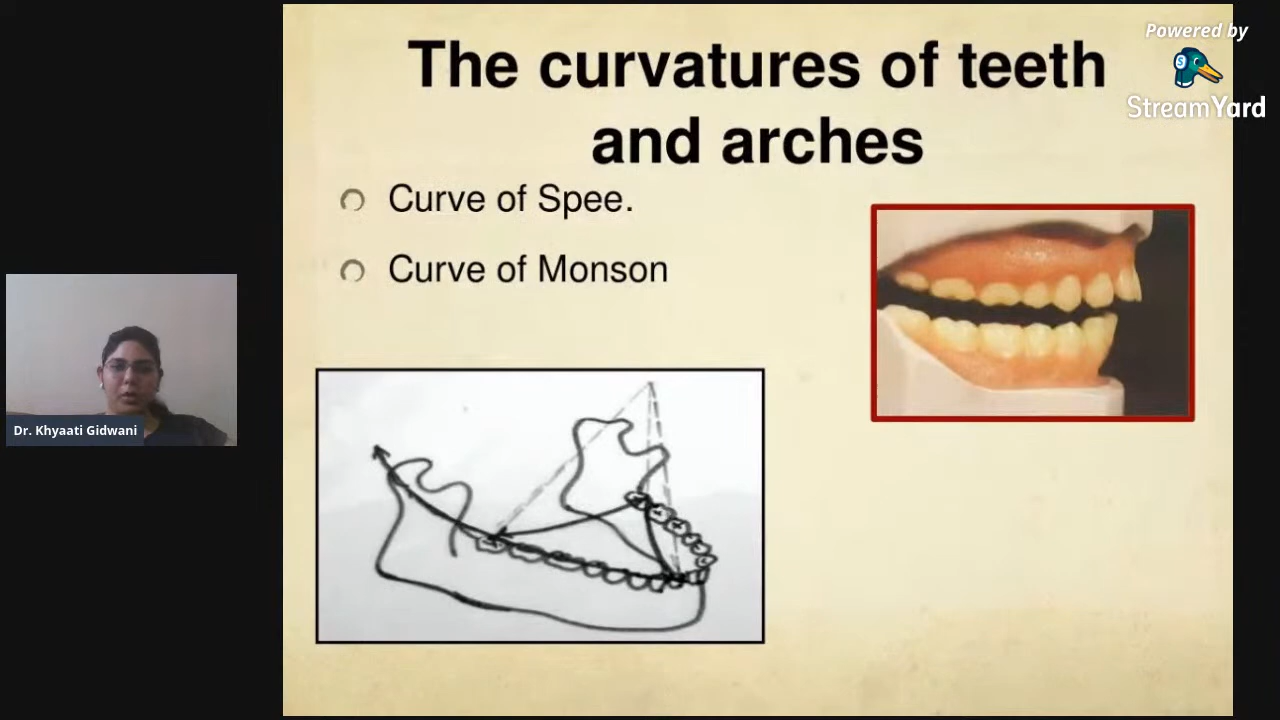 The curvatures of teeth
and arches
Curve of Spee.
Curve of Monson
Powered by
StreamYard
Dr. Khyaati Gidwani